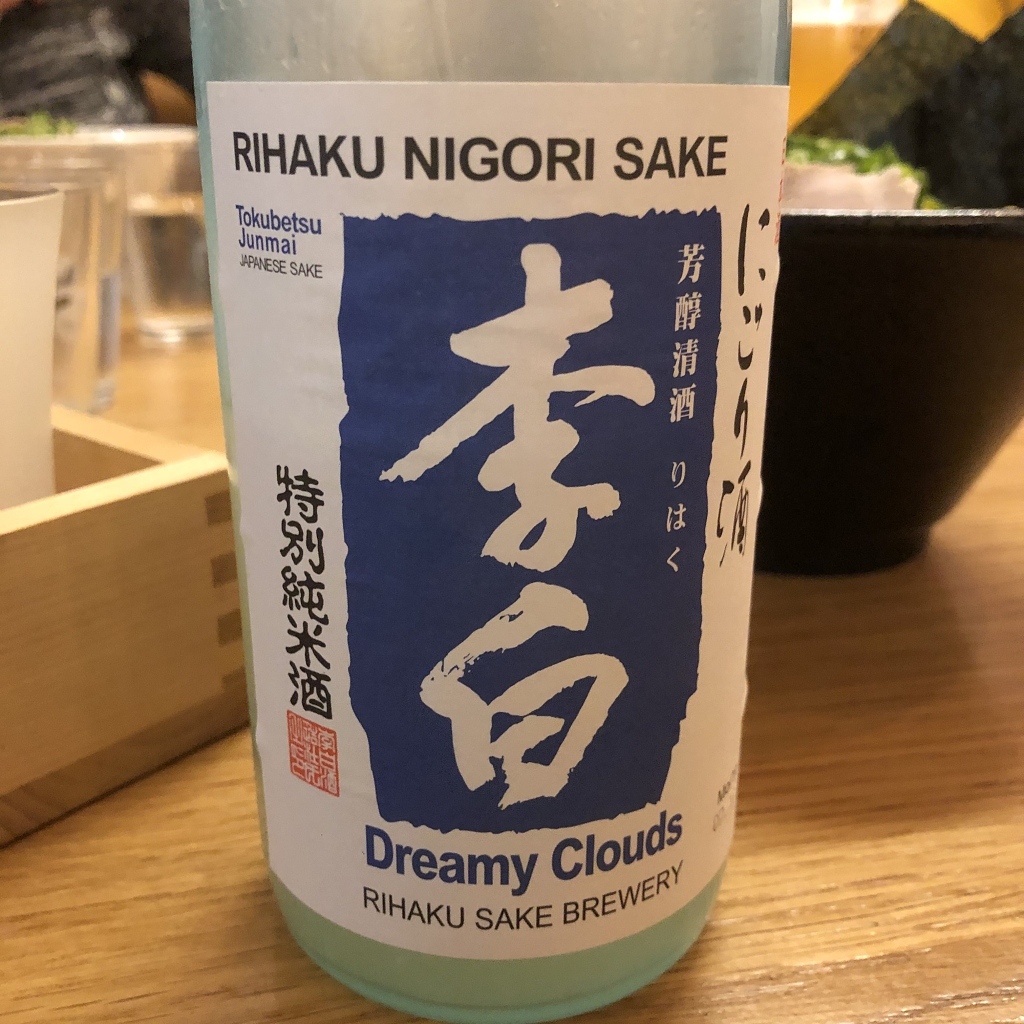 RIHAKU NIGORI SAKE
Tokubetsu
Junmai
JAPANESE SAKE
にごり酒
芳醇清酒 りはく
李白
特別純米酒
Dreamy Clouds
RIHAKU SAKE BREWERY